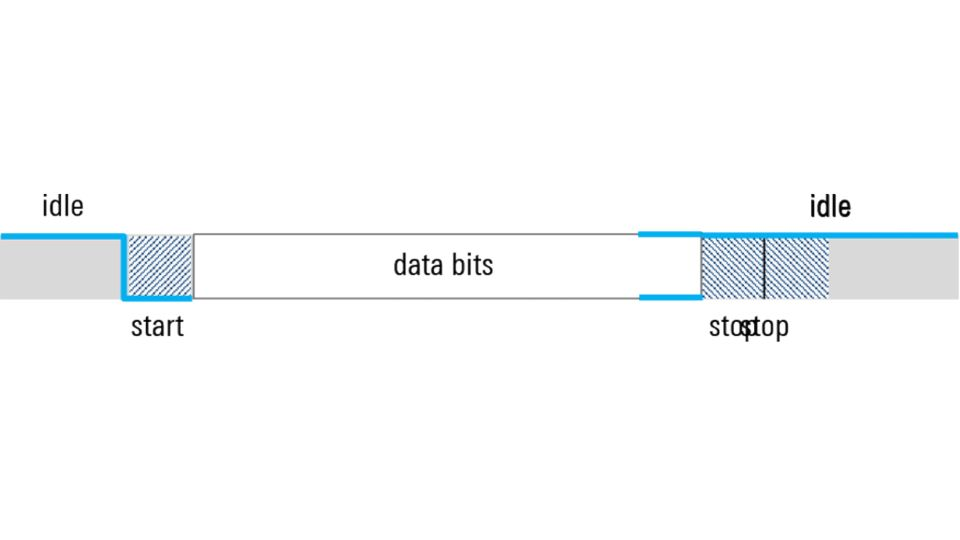 idle
idle
data bits
start
stop
stop